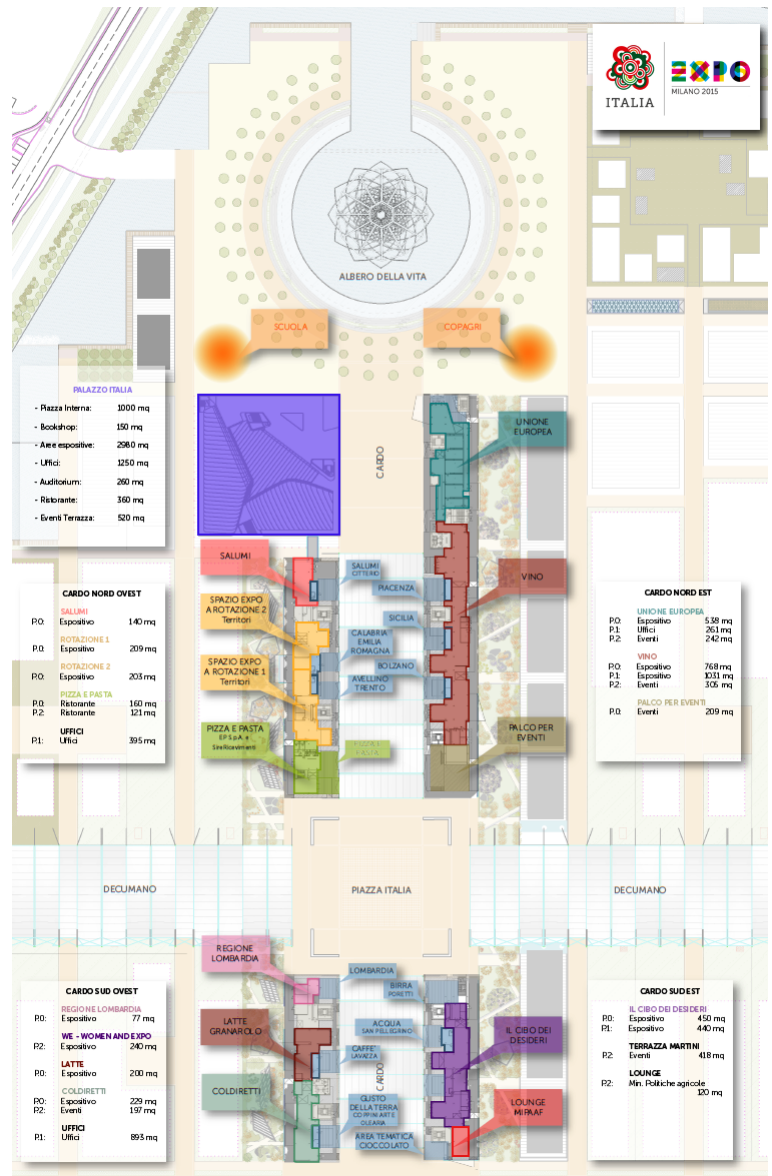 ITALIA
EXPO
MILANO 2015
ALBERO DELLA VITA
SCUOLA
COPAGRI
PALAZZO ITALIA
- Piazza Interna: 1000 mq
- Bookshop: 150 mq
- Aree espositive: 2980 mq
- Uffici: 1250 mq
- Auditorium: 260 mq
- Ristorante: 360 mq
- Eventi Terrazza: 520 mq
CARDO
UNIONE
EUROPEA
SALUMI
SALUMI
CITTERIO
PIACENZA
VINO
SPAZIO EXPO
A ROTAZIONE 2
Territori
SICILIA
CALABRIA
EMILIA
ROMAGNA
SPAZIO EXPO
A ROTAZIONE 1
Territori
BOLZANO
AVELLINO
TRENTO
PIZZA E PASTA
EP S.p.A. e
Sire Ricevimenti
PIZZA E
PASTA
PALCO PER
EVENTI
CARDO NORD OVEST
SALUMI
P.0: Espositivo 140 mq
ROTAZIONE 1
P.0: Espositivo 209 mq
ROTAZIONE 2
P.0: Espositivo 203 mq
PIZZA E PASTA
P.0: Ristorante 160 mq
P.2: Ristorante 121 mq
UFFICI
P.1: Uffici 395 mq
CARDO NORD EST
UNIONE EUROPEA
P.0: Espositivo 538 mq
P.1: Uffici 261 mq
P.2: Eventi 242 mq
VINO
P.0: Espositivo 768 mq
P.1: Espositivo 1031 mq
P.2: Eventi 305 mq
PALCO PER EVENTI
P.0: Eventi 209 mq
DECUMANO
PIAZZA ITALIA
DECUMANO
REGIONE
LOMBARDIA
LOMBARDIA
BIRRA
PORETTI
LATTE
GRANAROLO
ACQUA
SAN PELLEGRINO
IL CIBO DEI
DESIDERI
CAFFE'
LAVAZZA
CARDO
COLDIRETTI
GUSTO
DELLA TERRA
COPPINI ARTE
OLEARIA
LOUNGE
MIPAAF
AREA TEMATICA
CIOCCOLATO
CARDO SUD OVEST
REGIONE LOMBARDIA
P.0: Espositivo 77 mq
WE - WOMEN AND EXPO
P.2: Espositivo 240 mq
LATTE
P.0: Espositivo 200 mq
COLDIRETTI
P.0: Espositivo 229 mq
P.2: Eventi 197 mq
UFFICI
P.1: Uffici 893 mq
CARDO SUD EST
IL CIBO DEI DESIDERI
P.0: Espositivo 450 mq
P.1: Espositivo 440 mq
TERRAZZA MARTINI
P.2: Eventi 418 mq
LOUNGE
P.2: Min. Politiche agricole
120 mq